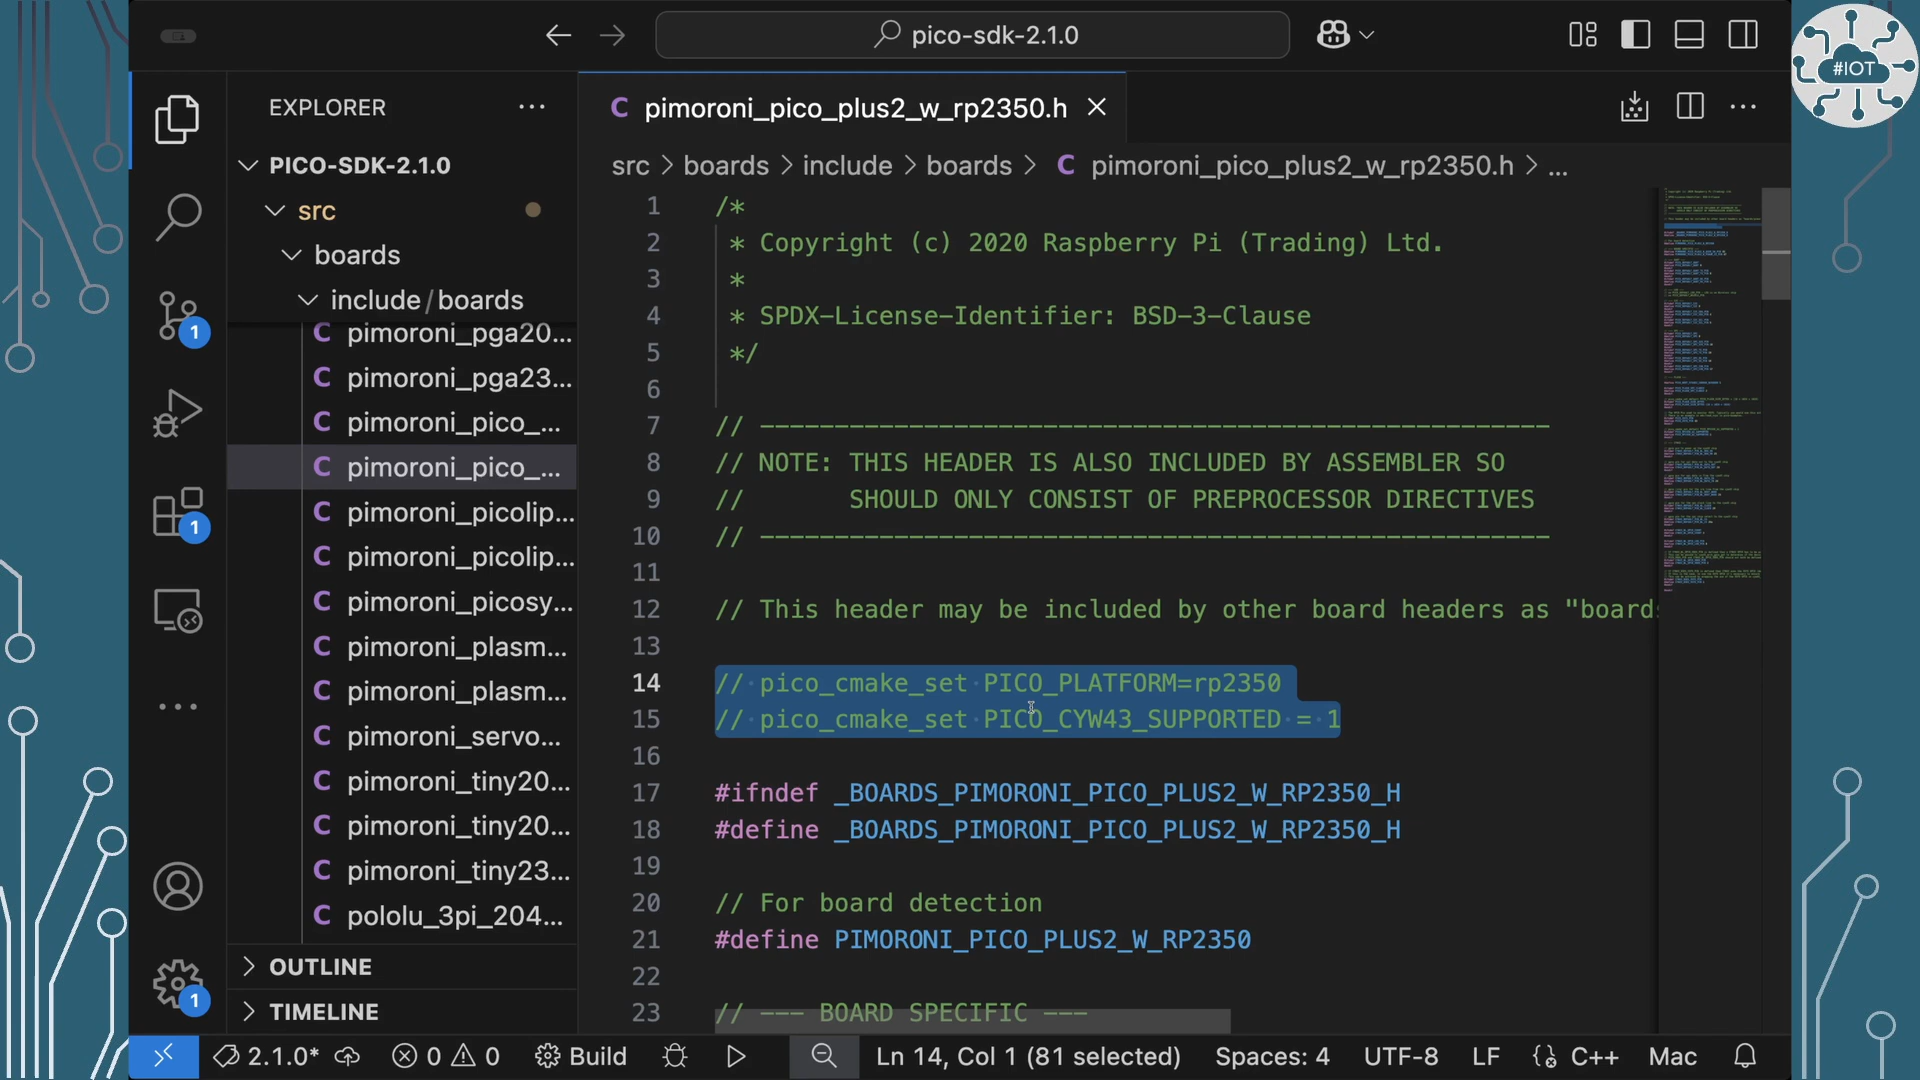 pico-sdk-2.1.0
#IOT
EXPLORER
PICO-SDK-2.1.0
src
boards
include/boards
pimoroni_pga20...
pimoroni_pga23...
pimoroni_pico_...
pimoroni_pico_...
pimoroni_picolip...
pimoroni_picolip...
pimoroni_picosy...
pimoroni_plasm...
pimoroni_plasm...
pimoroni_servo...
pimoroni_tiny20...
pimoroni_tiny20...
pimoroni_tiny23...
pololu_3pi_204...
OUTLINE
TIMELINE
1
1
1
C pimoroni_pico_plus2_w_rp2350.h
src > boards > include > boards > C pimoroni_pico_plus2_w_rp2350.h > ...
1 /*
2 * Copyright (c) 2020 Raspberry Pi (Trading) Ltd.
3 *
4 * SPDX-License-Identifier: BSD-3-Clause
5 */
6
7 // -----------------------------------------------------
8 // NOTE: THIS HEADER IS ALSO INCLUDED BY ASSEMBLER SO
9 //       SHOULD ONLY CONSIST OF PREPROCESSOR DIRECTIVES
10 // -----------------------------------------------------
11
12 // This header may be included by other board headers as "boards
13
14 // pico_cmake_set PICO_PLATFORM=rp2350
15 // pico_cmake_set PICO_CYW43_SUPPORTED = 1
16
17 #ifndef _BOARDS_PIMORONI_PICO_PLUS2_W_RP2350_H
18 #define _BOARDS_PIMORONI_PICO_PLUS2_W_RP2350_H
19
20 // For board detection
21 #define PIMORONI_PICO_PLUS2_W_RP2350
22
23 // --- BOARD SPECIFIC ---
2.1.0* 0 0 Build Ln 14, Col 1 (81 selected) Spaces: 4 UTF-8 LF C++ Mac